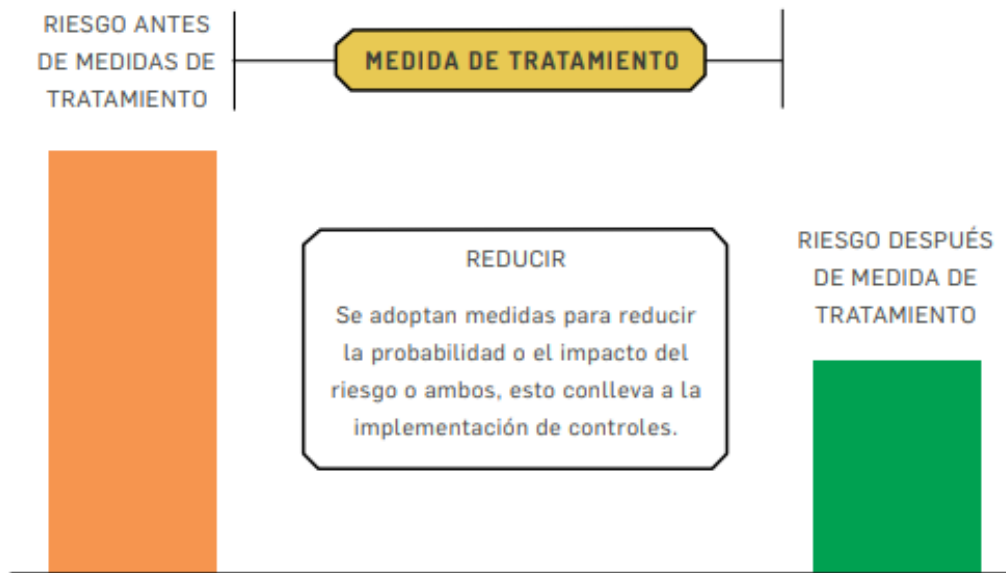 RIESGO ANTES
DE MEDIDAS DE
TRATAMIENTO
MEDIDA DE TRATAMIENTO
REDUCIR
Se adoptan medidas para reducir
la probabilidad o el impacto del
riesgo o ambos, esto conlleva a la
implementación de controles.
RIESGO DESPUÉS
DE MEDIDA DE
TRATAMIENTO